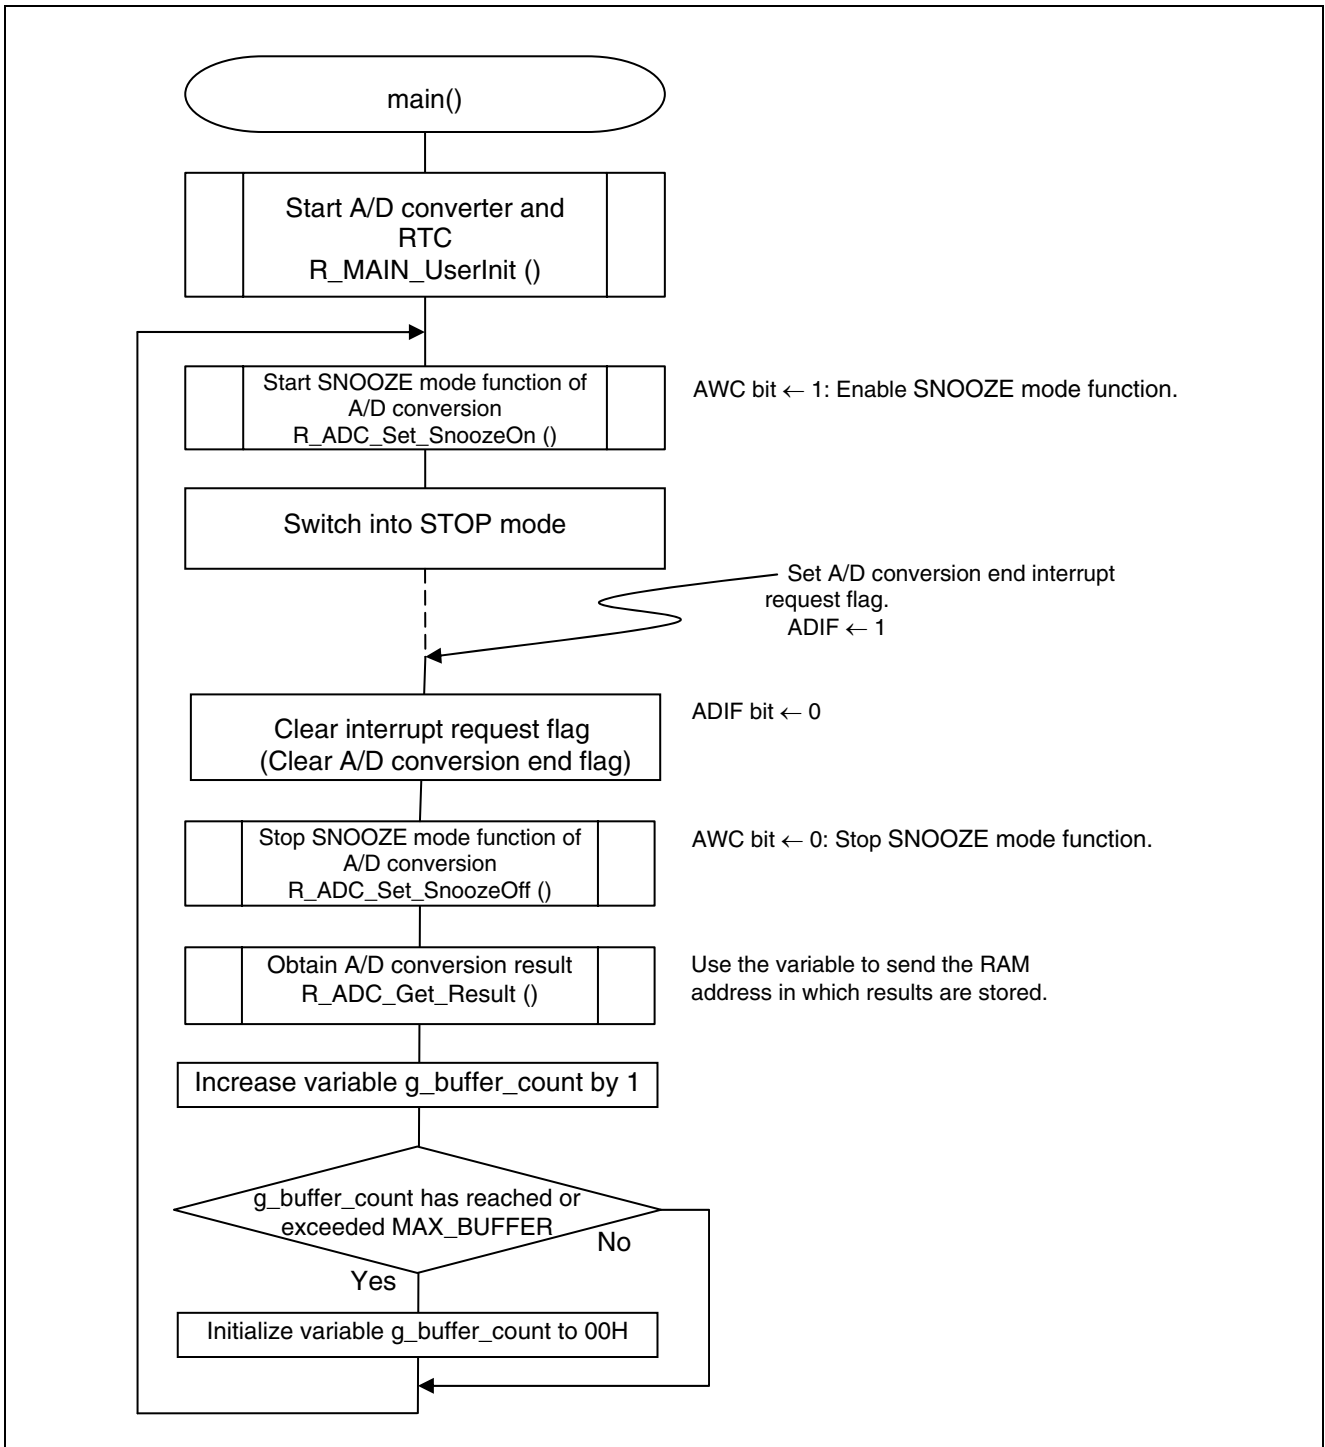 main()
Start A/D converter and
RTC
R_MAIN_UserInit ()
Start SNOOZE mode function of
A/D conversion
R_ADC_Set_SnoozeOn ()
AWC bit ← 1: Enable SNOOZE mode function.
Switch into STOP mode
Set A/D conversion end interrupt
request flag.
ADIF ← 1
Clear interrupt request flag
(Clear A/D conversion end flag)
ADIF bit ← 0
Stop SNOOZE mode function of
A/D conversion
R_ADC_Set_SnoozeOff ()
AWC bit ← 0: Stop SNOOZE mode function.
Obtain A/D conversion result
R_ADC_Get_Result ()
Use the variable to send the RAM
address in which results are stored.
Increase variable g_buffer_count by 1
g_buffer_count has reached or
exceeded MAX_BUFFER
No
Yes
Initialize variable g_buffer_count to 00H